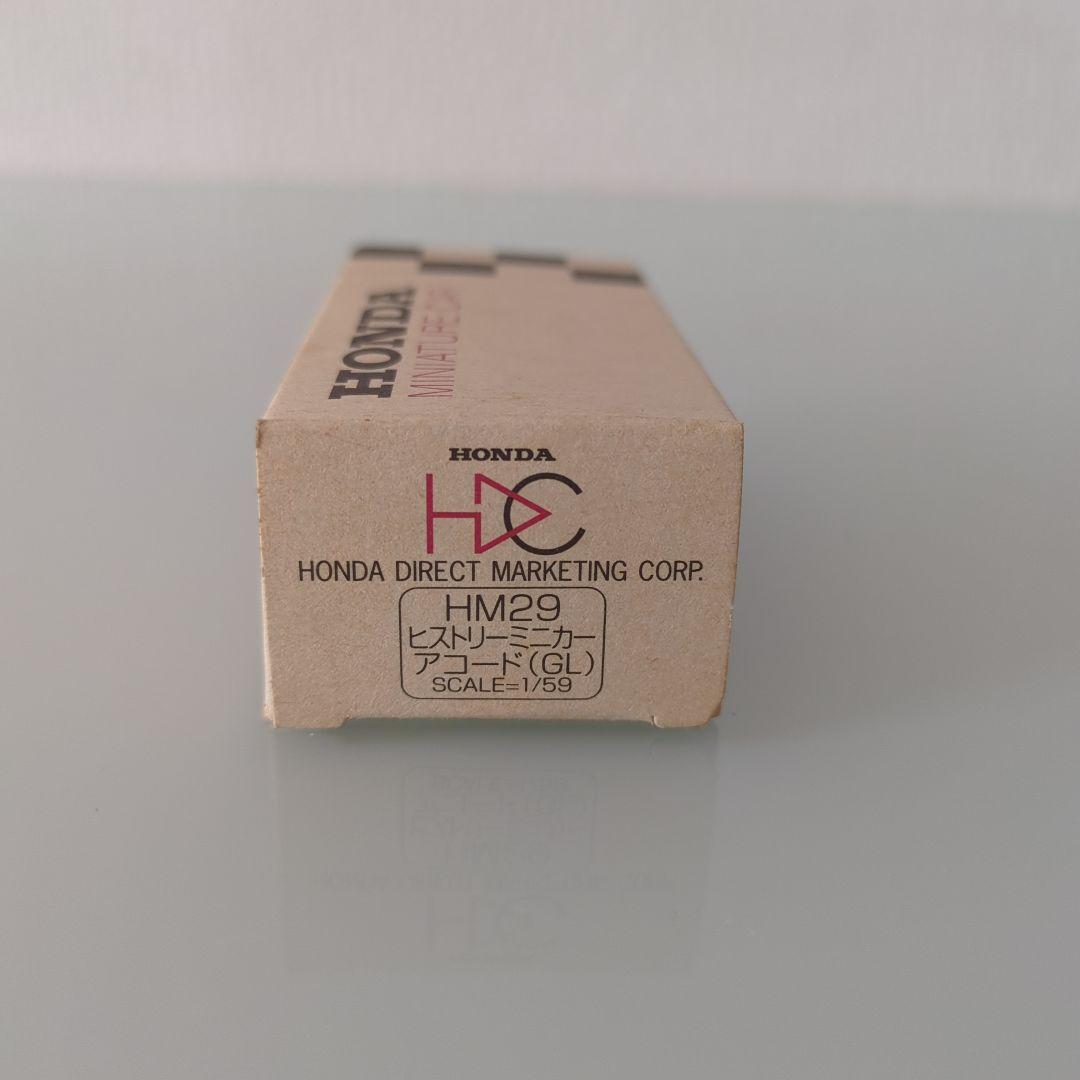 HONDA
MINIATURE CAR
HONDA
HDC
HONDA DIRECT MARKETING CORP.
HM29
ヒストリーミニカー
アコード(GL)
SCALE=1/59